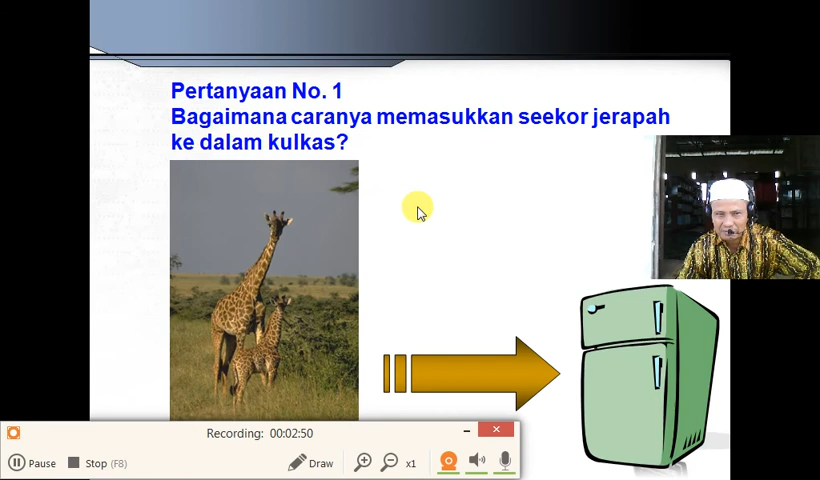 Pertanyaan No. 1
Bagaimana caranya memasukkan seekor jerapah
ke dalam kulkas?
Recording: 00:02:50
Pause
Stop (F8)
Draw
x1